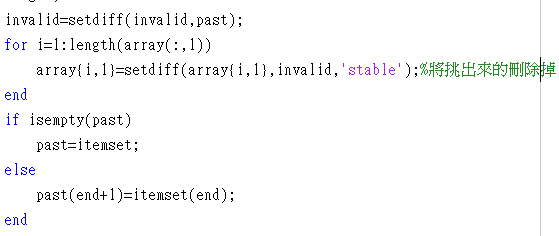 invalid=setdiff(invalid,past);
for i=1:length(array(:,1))
array{i,1}=setdiff(array{i,1},invalid,'stable');%將挑出來的刪除掉
end
if isempty(past)
past=itemset;
else
past(end+1)=itemset(end);
end